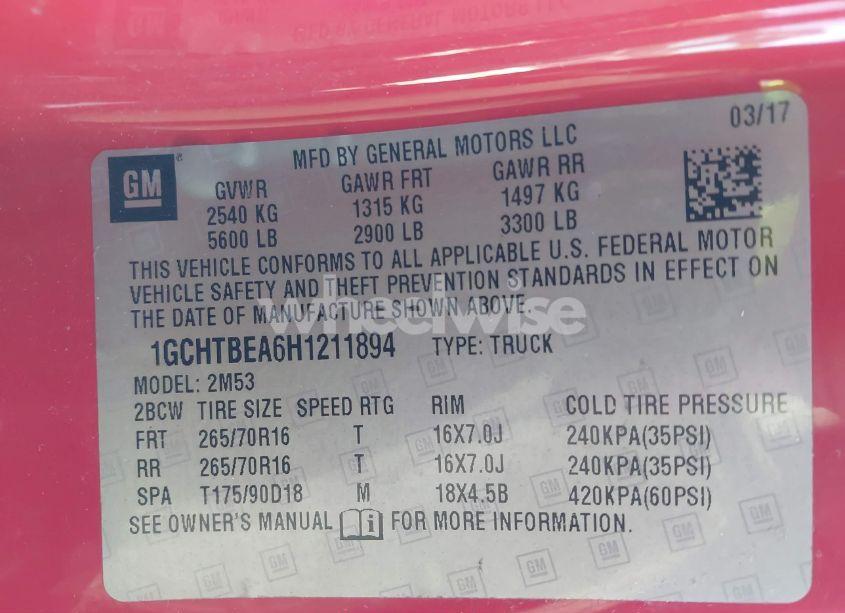 03/17
GM
MFD BY GENERAL MOTORS LLC
GVWR GAWR FRT GAWR RR
2540 KG 1315 KG 1497 KG
5600 LB 2900 LB 3300 LB
THIS VEHICLE CONFORMS TO ALL APPLICABLE U.S. FEDERAL MOTOR
VEHICLE SAFETY AND THEFT PREVENTION STANDARDS IN EFFECT ON
THE DATE OF MANUFACTURE SHOWN ABOVE.
wheelwise
1GCHTBEA6H1211894 TYPE: TRUCK
MODEL: 2M53
2BCW TIRE SIZE SPEED RTG RIM COLD TIRE PRESSURE
FRT 265/70R16 T 16X7.0J 240KPA(35PSI)
RR 265/70R16 T 16X7.0J 240KPA(35PSI)
SPA T175/90D18 M 18X4.5B 420KPA(60PSI)
SEE OWNER'S MANUAL i FOR MORE INFORMATION.